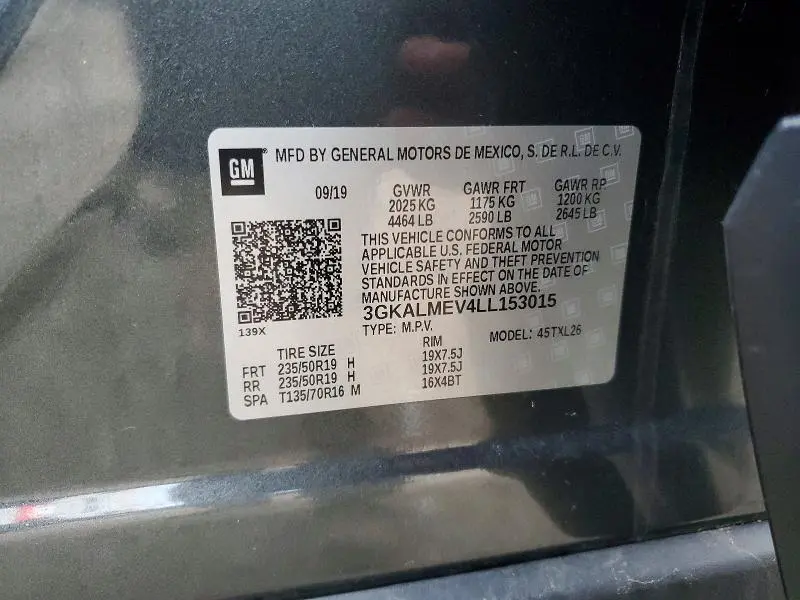 GM MFD BY GENERAL MOTORS DE MEXICO, S. DE R.L. DE C.V.
09/19 GVWR GAWR FRT GAWR RP
2025 KG 1175 KG 1200 KG
4464 LB 2590 LB 2645 LB
THIS VEHICLE CONFORMS TO ALL
APPLICABLE U.S. FEDERAL MOTOR
VEHICLE SAFETY AND THEFT PREVENTION
STANDARDS IN EFFECT ON THE DATE OF
MANUFACTURE SHOWN ABOVE.
3GKALMEV4LL153015
139X
TYPE: M.P.V. MODEL: 45TXL26
TIRE SIZE RIM
FRT 235/50R19 H 19X7.5J
RR 235/50R19 H 19X7.5J
SPA T135/70R16 M 16X4BT